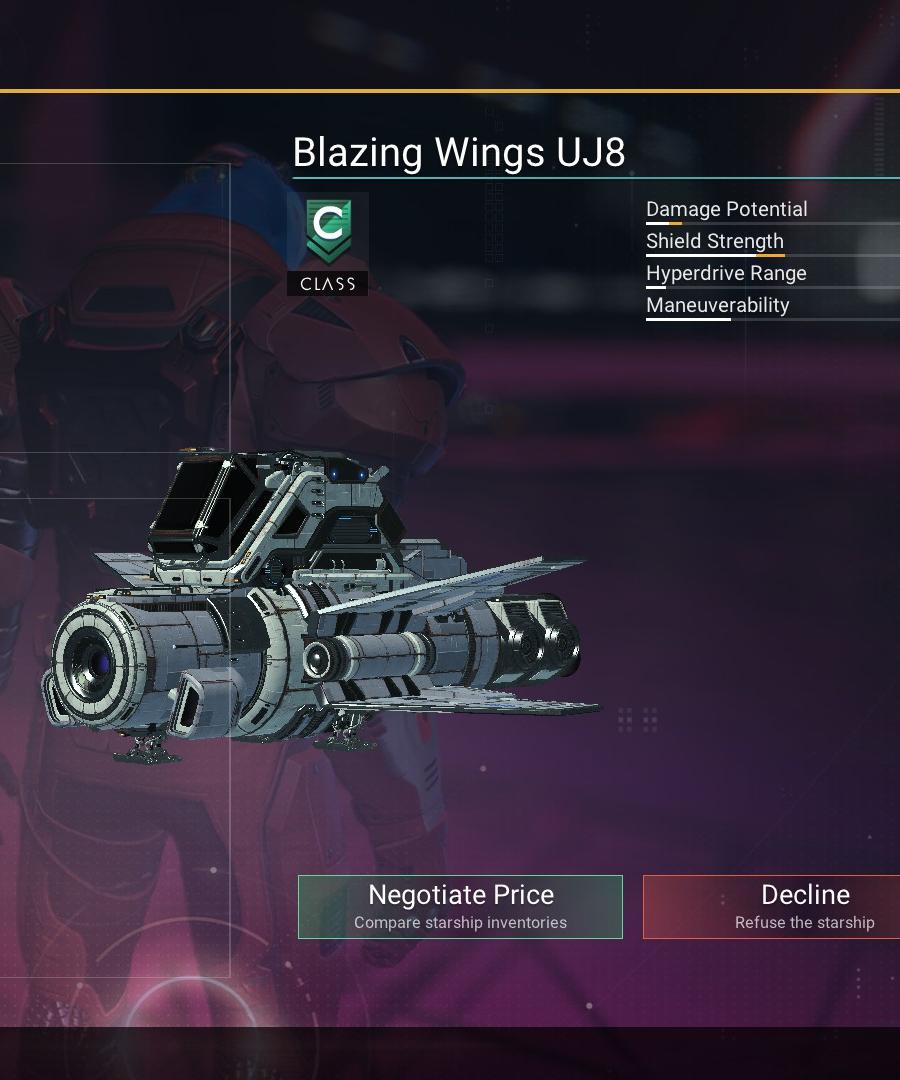 Blazing Wings UJ8
C
CLASS
Damage Potential
Shield Strength
Hyperdrive Range
Maneuverability
Negotiate Price
Compare starship inventories
Decline
Refuse the starship